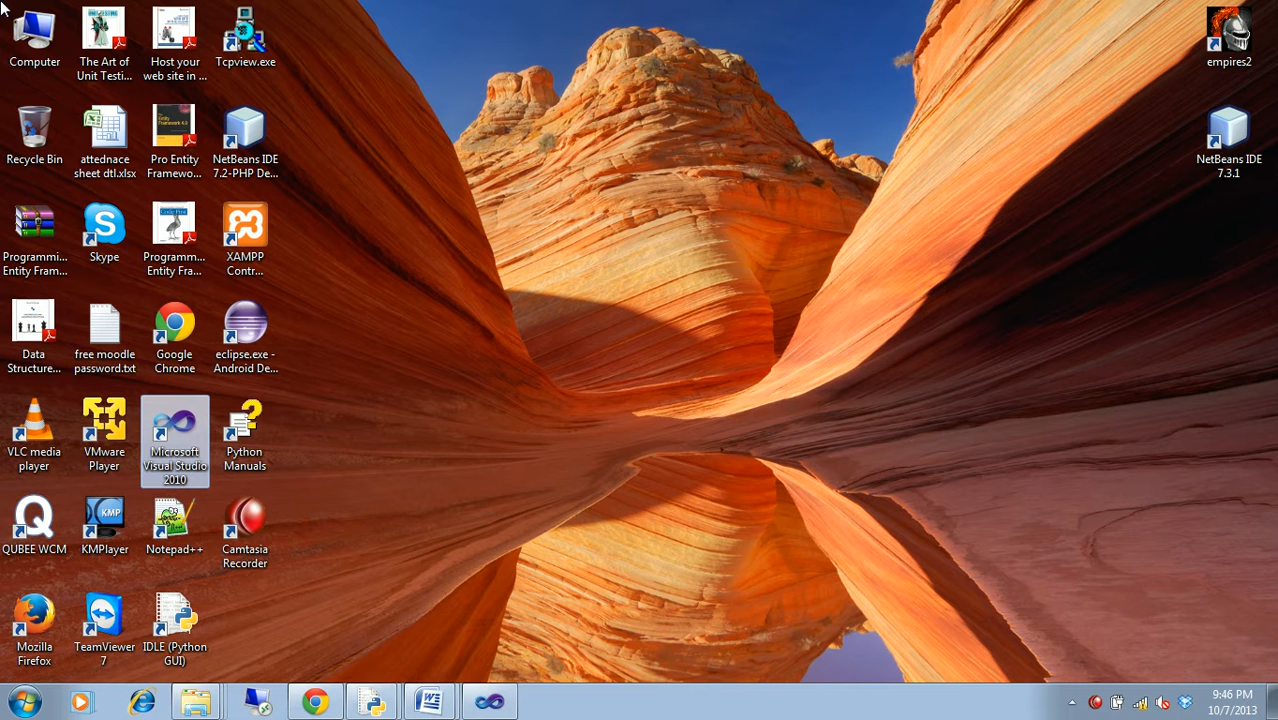 Computer
The Art of
Unit Testi...
Host your
web site in ...
Tcpview.exe
empires2
Recycle Bin
attednace
sheet dtl.xlsx
Pro Entity
Framewo...
NetBeans IDE
7.2-PHP De...
NetBeans IDE
7.3.1
Programmi...
Entity Fram...
Skype
Programm...
Entity Fra...
XAMPP
Contr...
Data
Structure...
free moodle
password.txt
Google
Chrome
eclipse.exe -
Android De...
VLC media
player
VMware
Player
Microsoft
Visual Studio
2010
Python
Manuals
QUBEE WCM
KMP
KMPlayer
Notepad++
Camtasia
Recorder
Mozilla
Firefox
TeamViewer
7
IDLE (Python
GUI)
9:46 PM
10/7/2013